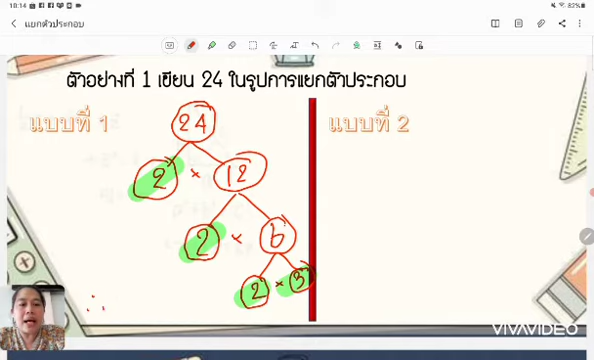 18:14
82%
แยกตัวประกอบ
ตัวอย่างที่ 1 เขียน 24 ในรูปการแยกตัวประกอบ
แบบที่ 1
แบบที่ 2
24
2 × 12
2 × 6
2 × 3
∴
VIVAVIDEO